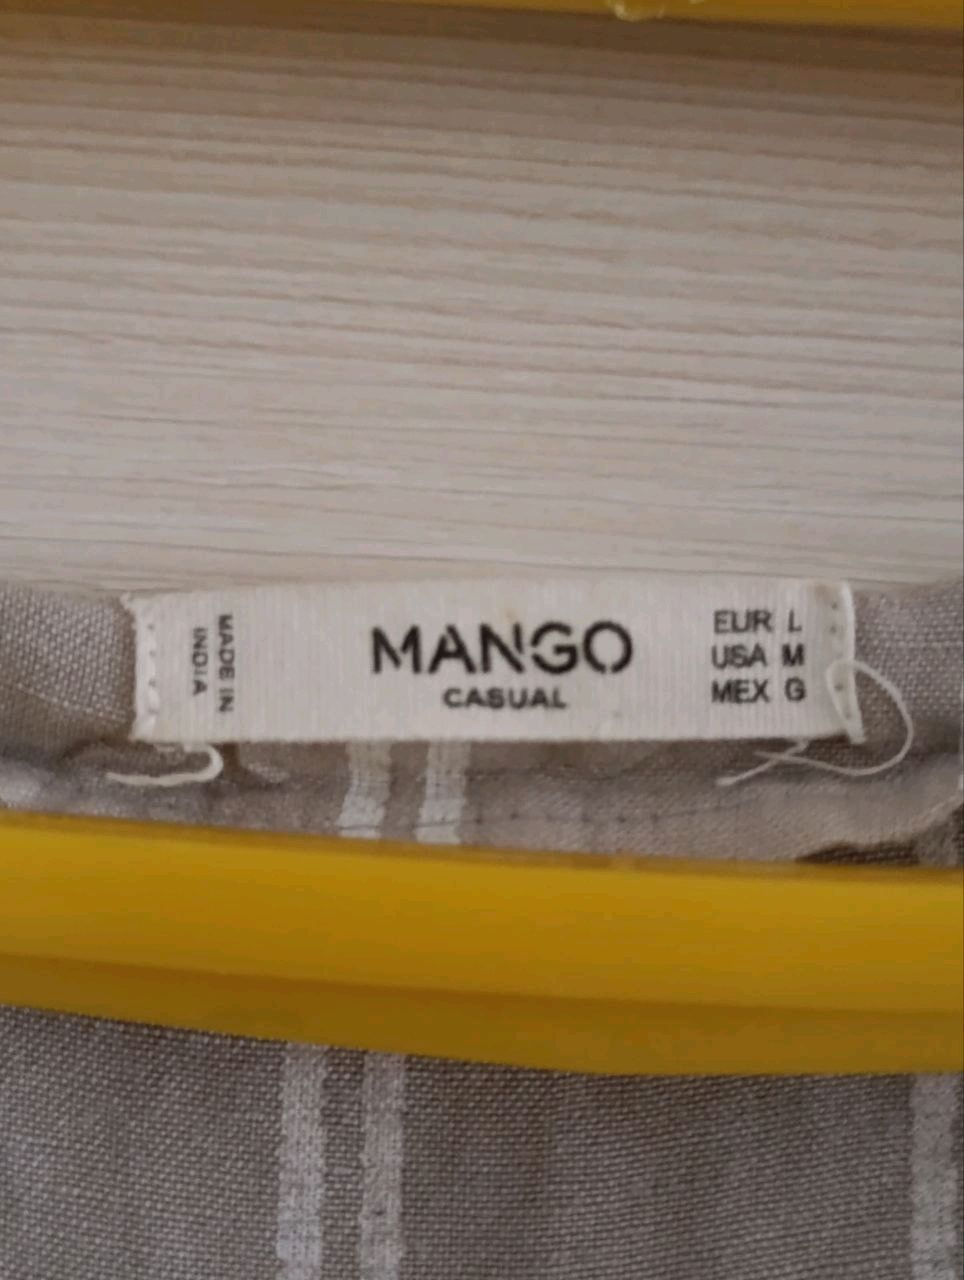 MADE IN
INDIA
MANGO
CASUAL
EUR L
USA M
MEX G